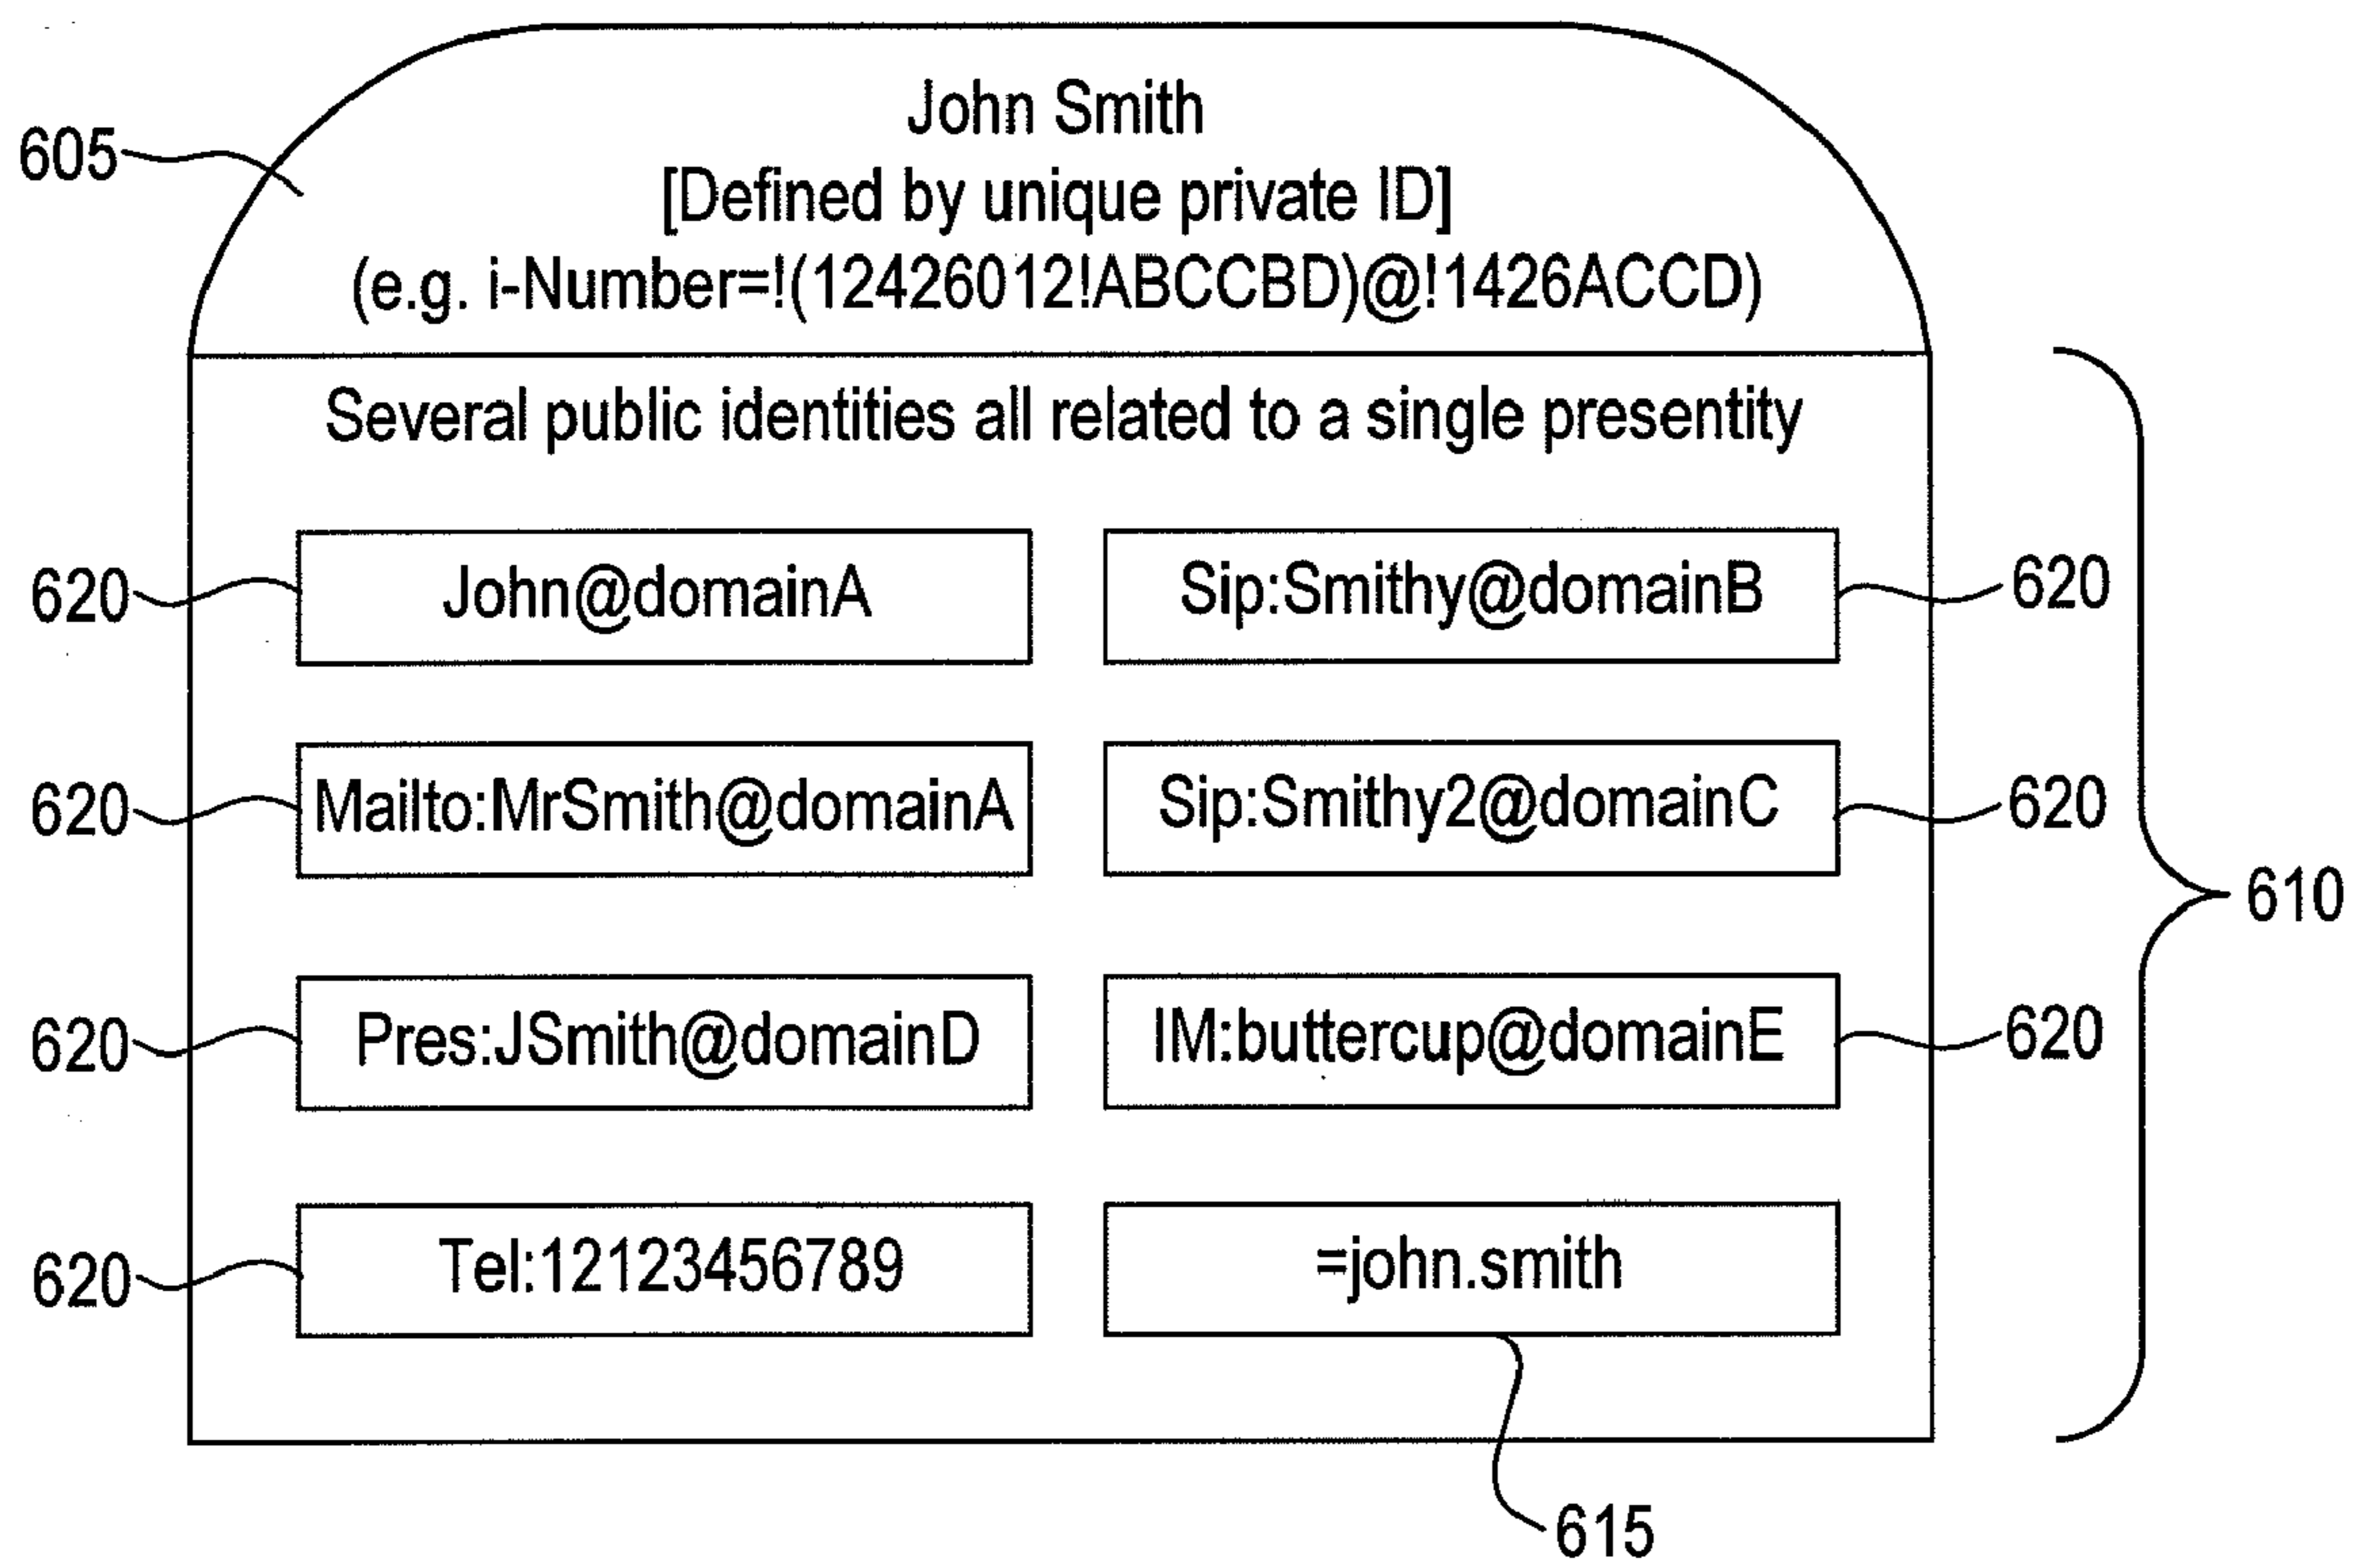 John Smith
605
[Defined by unique private ID]
(e.g. i-Number=!(12426012!ABCCBD)@!1426ACCD)
Several public identities all related to a single presentity
620 John@domainA Sip:Smithy@domainB 620
620 Mailto:MrSmith@domainA Sip:Smithy2@domainC 620
610
620 Pres:JSmith@domainD IM:buttercup@domainE 620
620 Tel:12123456789 =john.smith
615